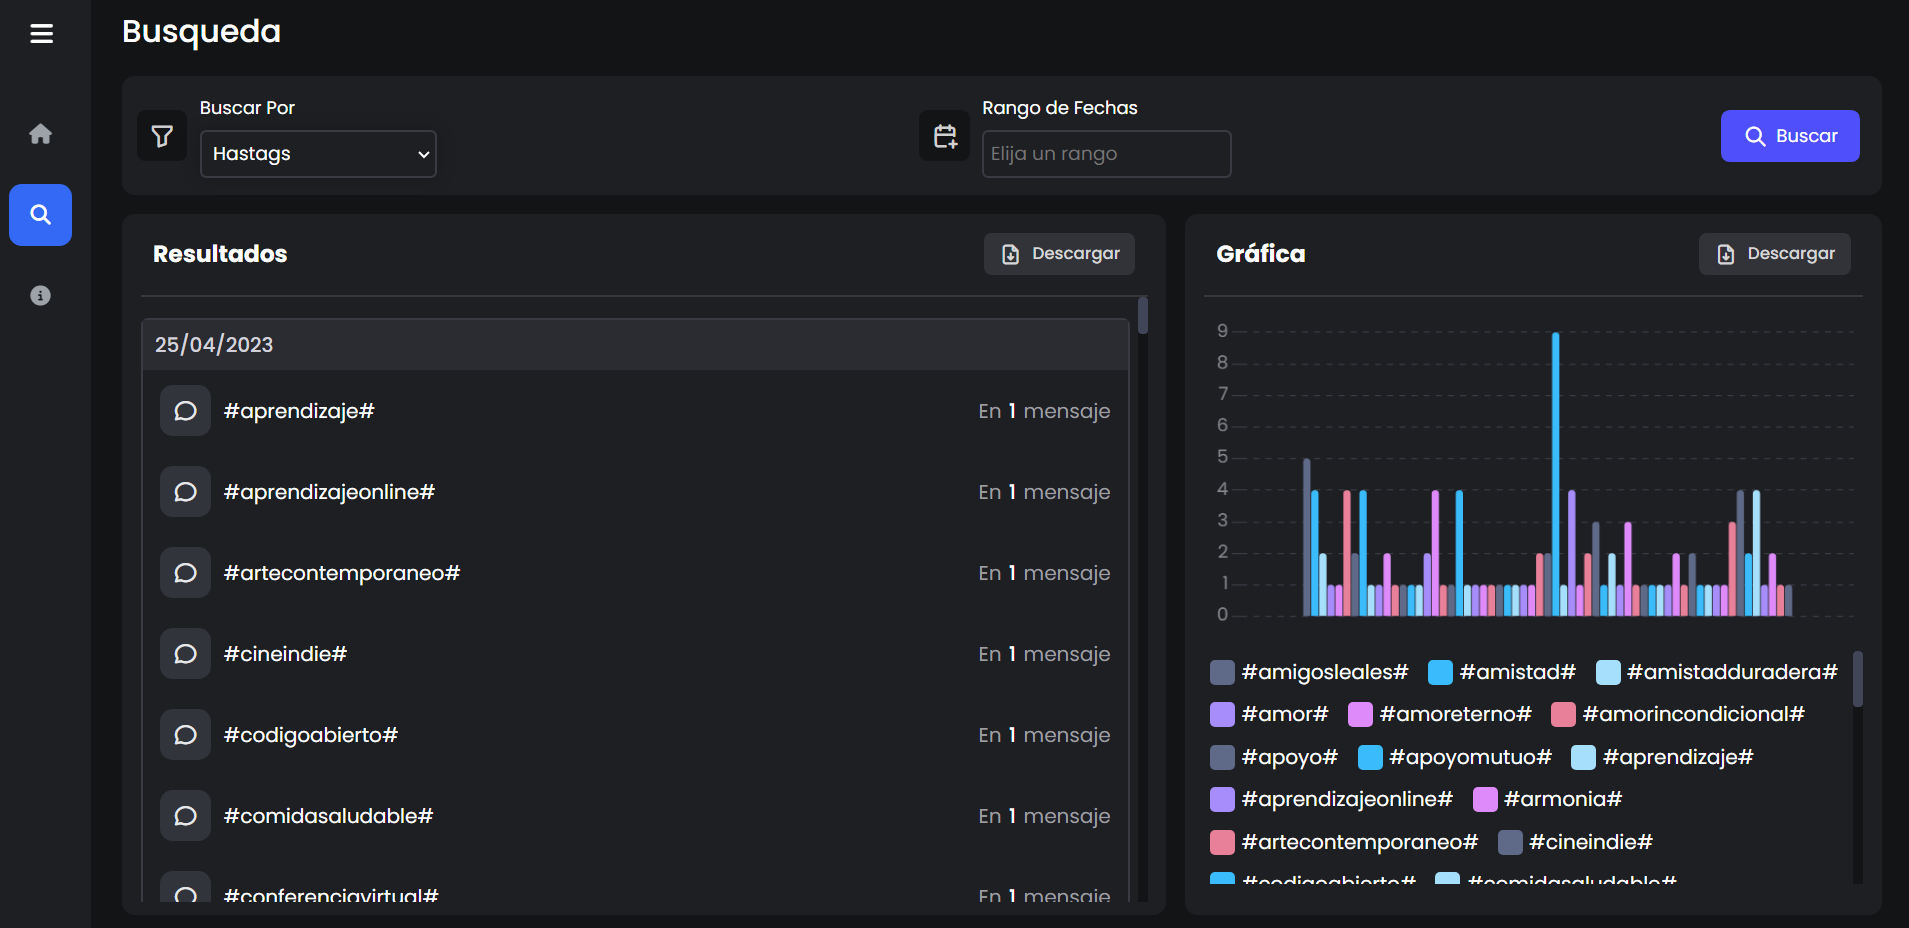 Busqueda
Buscar Por
Hastags
Rango de Fechas
Elija un rango
Buscar
Resultados
Descargar
25/04/2023
#aprendizaje# En 1 mensaje
#aprendizajeonline# En 1 mensaje
#artecontemporaneo# En 1 mensaje
#cineindie# En 1 mensaje
#codigoabierto# En 1 mensaje
#comidasaludable# En 1 mensaje
#conferenciavirtual# En 1 mensaje
Gráfica
Descargar
9
8
7
6
5
4
3
2
1
0
#amigosleales# #amistad# #amistadduradera#
#amor# #amoreterno# #amorincondicional#
#apoyo# #apoyomutuo# #aprendizaje#
#aprendizajeonline# #armonia#
#artecontemporaneo# #cineindie#
#codigoabierto# #comidasaludable#